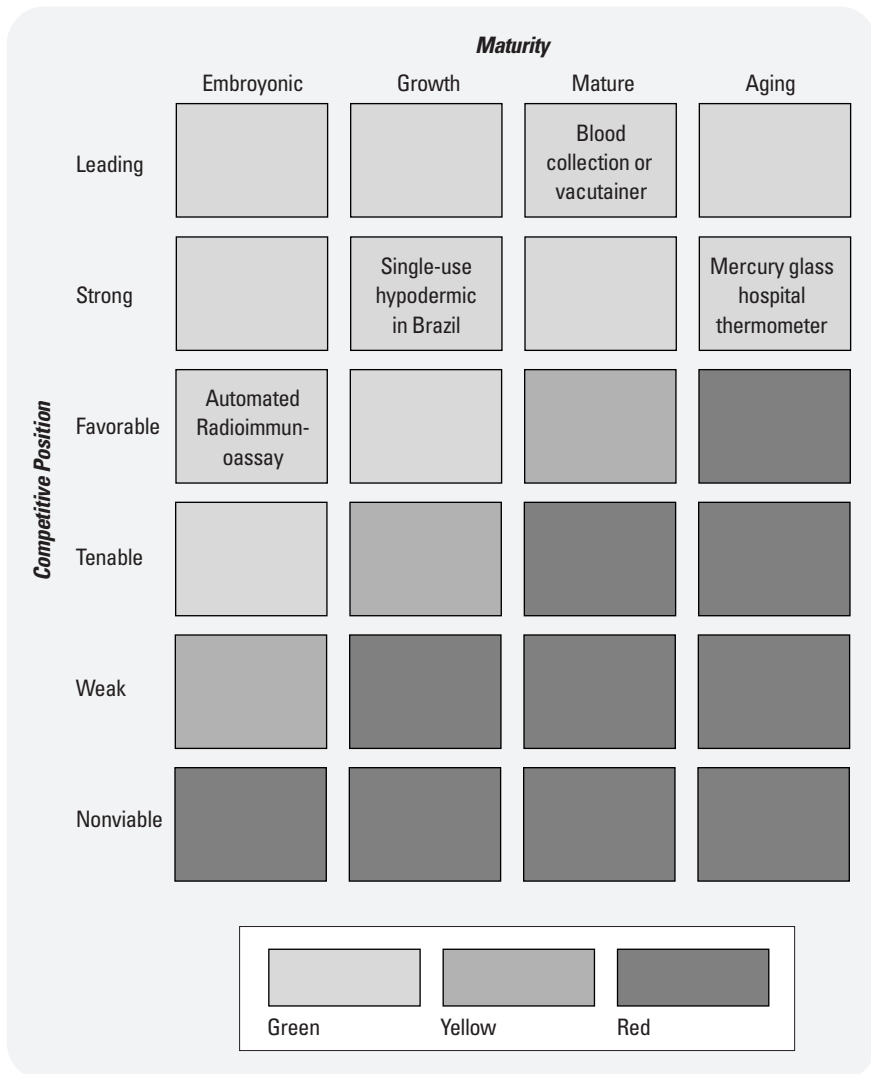 Maturity
Embroyonic Growth Mature Aging
Leading
Blood
collection or
vacutainer
Strong
Single-use
hypodermic
in Brazil
Mercury glass
hospital
thermometer
Competitive Position
Favorable
Automated
Radioimmun-
oassay
Tenable
Weak
Nonviable
Green Yellow Red